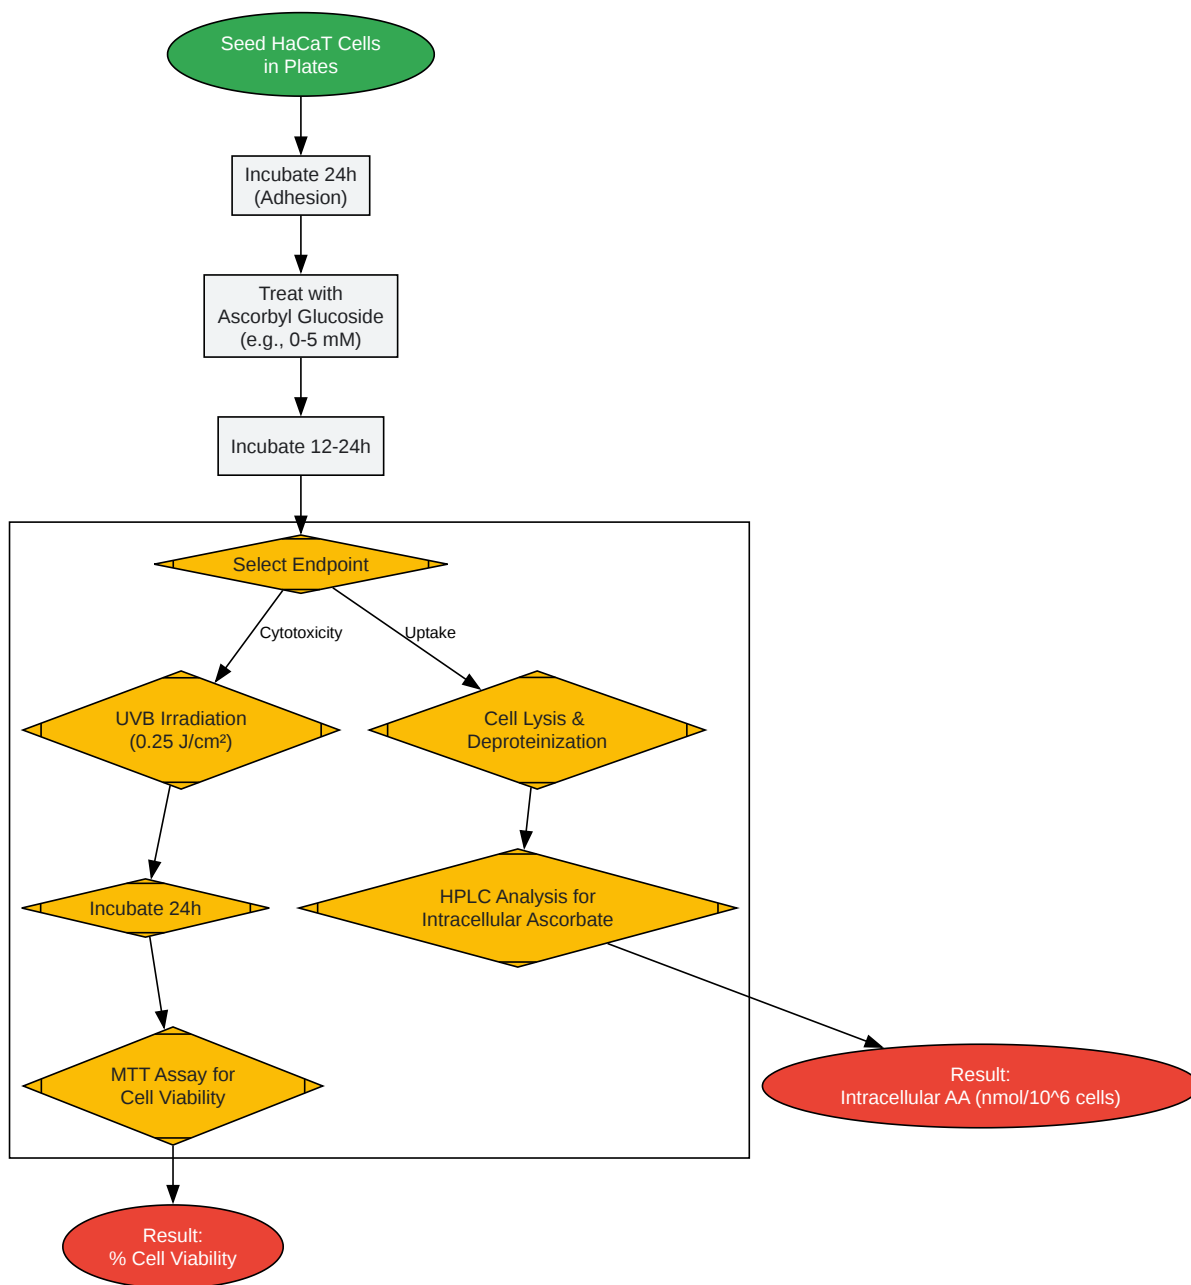 Seed HaCaT Cells
in Plates
Incubate 24h
(Adhesion)
Treat with
Ascorbyl Glucoside
(e.g., 0-5 mM)
Incubate 12-24h
Select Endpoint
Cytotoxicity
Uptake
UVB Irradiation
(0.25 J/cm²)
Cell Lysis &
Deproteinization
Incubate 24h
HPLC Analysis for
Intracellular Ascorbate
MTT Assay for
Cell Viability
Result:
Intracellular AA (nmol/10^6 cells)
Result:
% Cell Viability